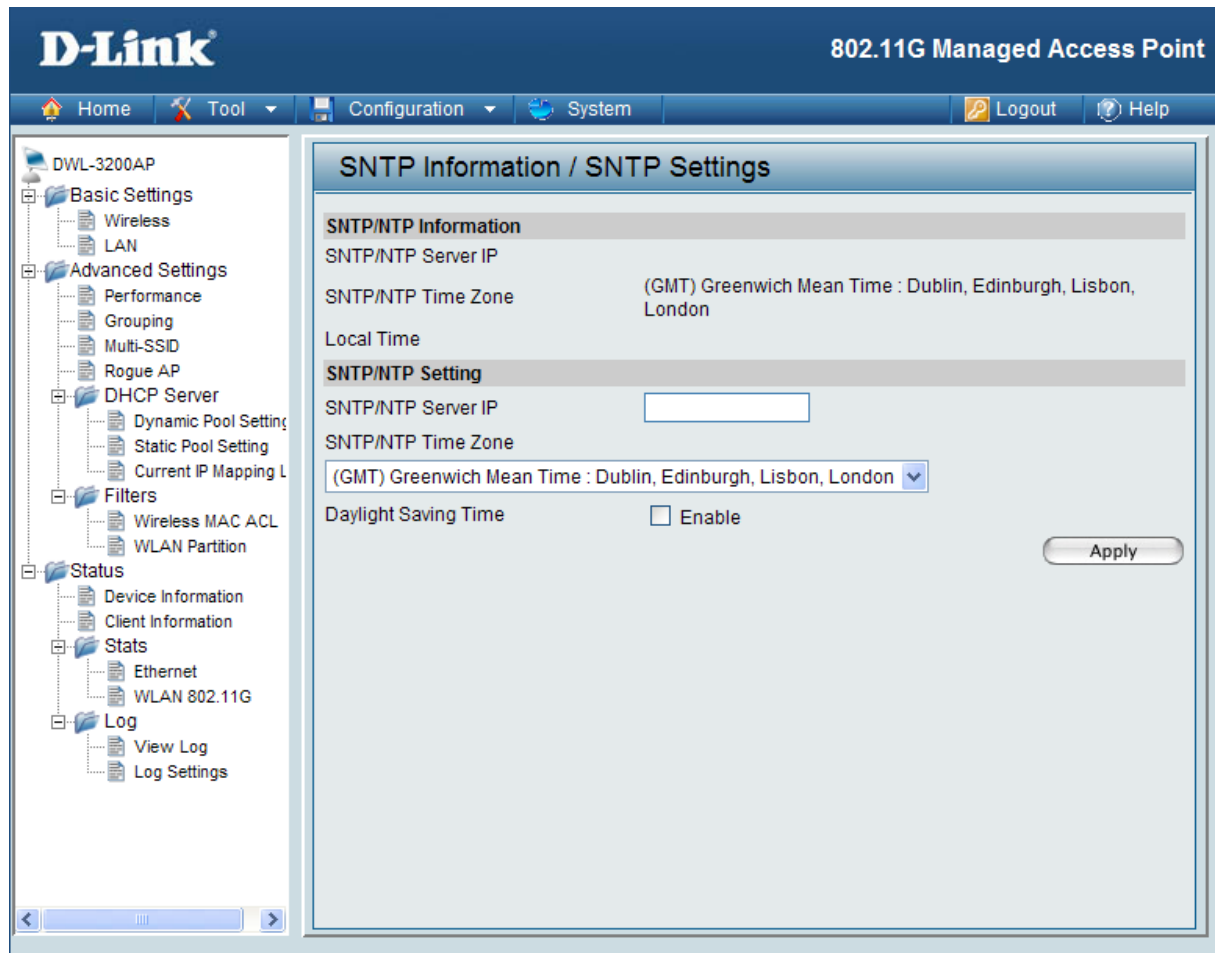 D-Link®
802.11G Managed Access Point
Home
Tool
Configuration
System
Logout
Help
DWL-3200AP
Basic Settings
Wireless
LAN
Advanced Settings
Performance
Grouping
Multi-SSID
Rogue AP
DHCP Server
Dynamic Pool Setting
Static Pool Setting
Current IP Mapping L
Filters
Wireless MAC ACL
WLAN Partition
Status
Device Information
Client Information
Stats
Ethernet
WLAN 802.11G
Log
View Log
Log Settings
SNTP Information / SNTP Settings
SNTP/NTP Information
SNTP/NTP Server IP
SNTP/NTP Time Zone
(GMT) Greenwich Mean Time : Dublin, Edinburgh, Lisbon,
London
Local Time
SNTP/NTP Setting
SNTP/NTP Server IP
SNTP/NTP Time Zone
(GMT) Greenwich Mean Time : Dublin, Edinburgh, Lisbon, London
Daylight Saving Time
Enable
Apply